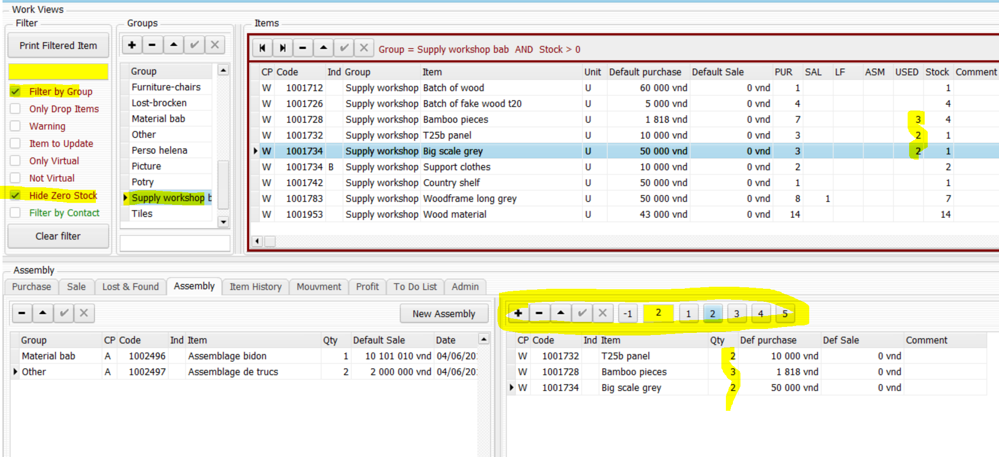 Work Views
Filter
Print Filtered Item
Filter by Group
Only Drop Items
Warning
Item to Update
Only Virtual
Not Virtual
Hide Zero Stock
Filter by Contact
Clear filter
Groups
Group
Furniture-chairs
Lost-brocken
Material bab
Other
Perso helena
Picture
Potry
Supply workshop b
Tiles
Items
Group = Supply workshop bab AND Stock > 0
CP Code Ind Group Item Unit Default purchase Default Sale PUR SAL LF ASM USED Stock Comment
W 1001712 Supply workshop Batch of wood U 60 000 vnd 0 vnd 1 1
W 1001726 Supply workshop Batch of fake wood t20 U 5 000 vnd 0 vnd 4 4
W 1001728 Supply workshop Bamboo pieces U 1 818 vnd 0 vnd 7 3 4
W 1001732 Supply workshop T25b panel U 10 000 vnd 0 vnd 3 2 1
W 1001734 Supply workshop Big scale grey U 50 000 vnd 0 vnd 3 2 1
W 1001734 B Supply workshop Support clothes U 10 000 vnd 0 vnd 2 2
W 1001742 Supply workshop Country shelf U 50 000 vnd 0 vnd 1 1
W 1001783 Supply workshop Woodframe long grey U 50 000 vnd 0 vnd 8 1 7
W 1001953 Supply workshop Wood material U 43 000 vnd 0 vnd 14 14
Assembly
Purchase Sale Lost & Found Assembly Item History Mouvment Profit To Do List Admin
New Assembly
Group CP Code Ind Item Qty Default Sale Date
Material bab A 1002496 Assemblage bidon 1 10 101 010 vnd 04/06/20
Other A 1002497 Assemblage de trucs 2 2 000 000 vnd 04/06/20
-1 2 1 2 3 4 5
CP Code Ind Item Qty Def purchase Def Sale Comment
W 1001732 T25b panel 2 10 000 vnd 0 vnd
W 1001728 Bamboo pieces 3 1 818 vnd 0 vnd
W 1001734 Big scale grey 2 50 000 vnd 0 vnd